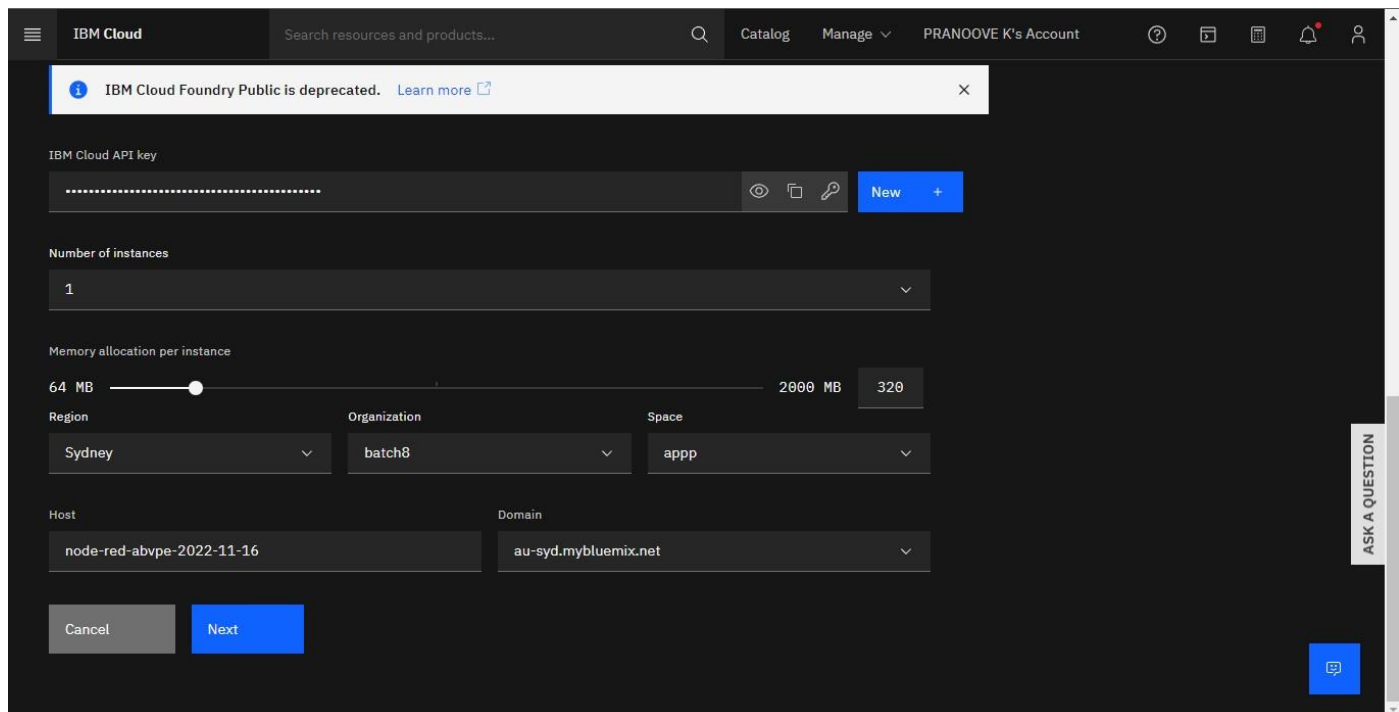 IBM Cloud Search resources and products... Catalog Manage PRANOOVE K's Account
IBM Cloud Foundry Public is deprecated. Learn more
IBM Cloud API key
••••••••••••••••••••••••••••••••••••••••••••
New +
Number of instances
1
Memory allocation per instance
64 MB 2000 MB 320
Region Organization Space
Sydney batch8 appp
Host Domain
node-red-abvpe-2022-11-16 au-syd.mybluemix.net
Cancel Next
ASK A QUESTION